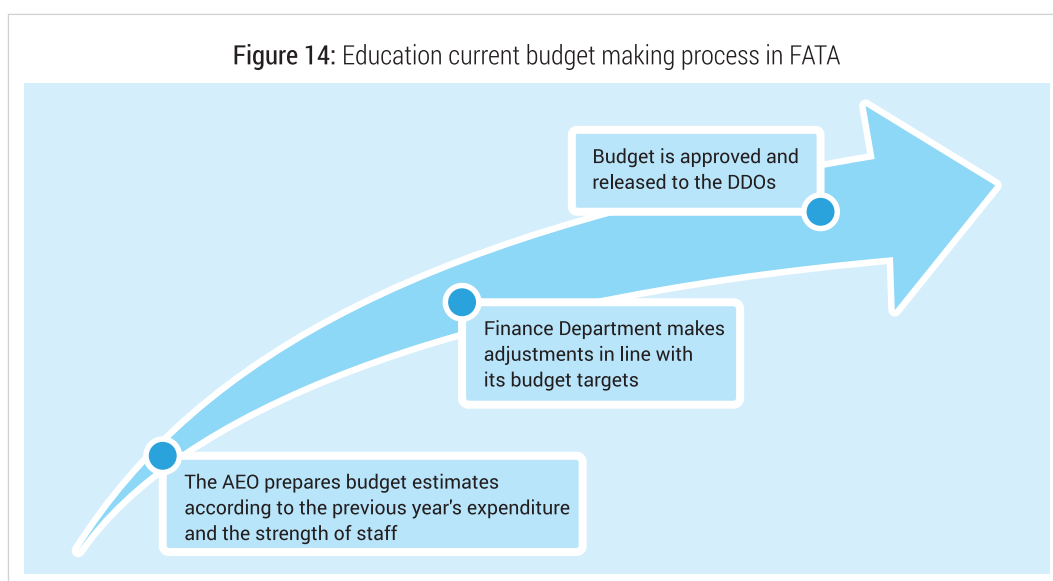 Figure 14: Education current budget making process in FATA
Budget is approved and
released to the DDOs
Finance Department makes
adjustments in line with
its budget targets
The AEO prepares budget estimates
according to the previous year's expenditure
and the strength of staff